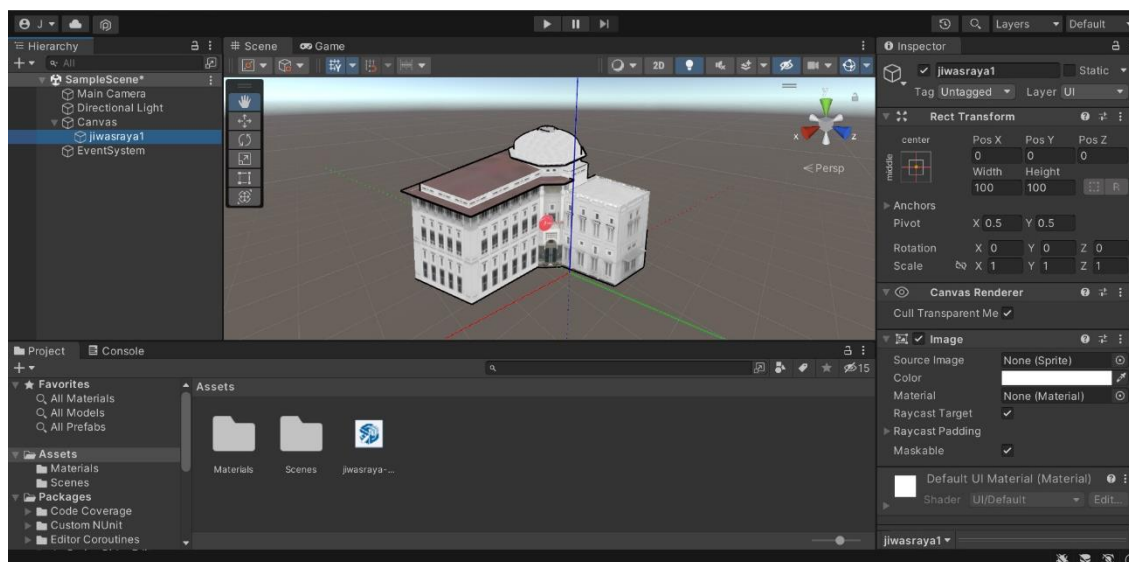 J
Layers
Default
Hierarchy
Scene
Game
Inspector
All
2D
SampleScene*
Main Camera
Directional Light
Canvas
jiwasraya1
EventSystem
y
x
z
Persp
jiwasraya1
Static
Tag Untagged
Layer UI
Rect Transform
center
Pos X
Pos Y
Pos Z
middle
0
0
0
Width
Height
100
100
R
Anchors
Pivot
X 0.5
Y 0.5
Rotation
X 0
Y 0
Z 0
Scale
X 1
Y 1
Z 1
Canvas Renderer
Cull Transparent Me
Image
Source Image
None (Sprite)
Color
Material
None (Material)
Raycast Target
Raycast Padding
Maskable
Default UI Material (Material)
Shader
UI/Default
Edit...
jiwasraya1
Project
Console
15
Favorites
All Materials
All Models
All Prefabs
Assets
Materials
Scenes
Packages
Code Coverage
Custom NUnit
Editor Coroutines
Assets
Materials
Scenes
jiwasraya-...